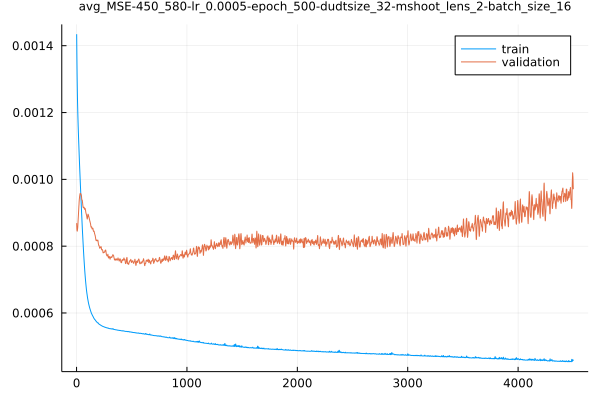 avg_MSE-450_580-lr_0.0005-epoch_500-dudtsize_32-mshoot_lens_2-batch_size_16
train
validation
0.0014
0.0012
0.0010
0.0008
0.0006
0 1000 2000 3000 4000